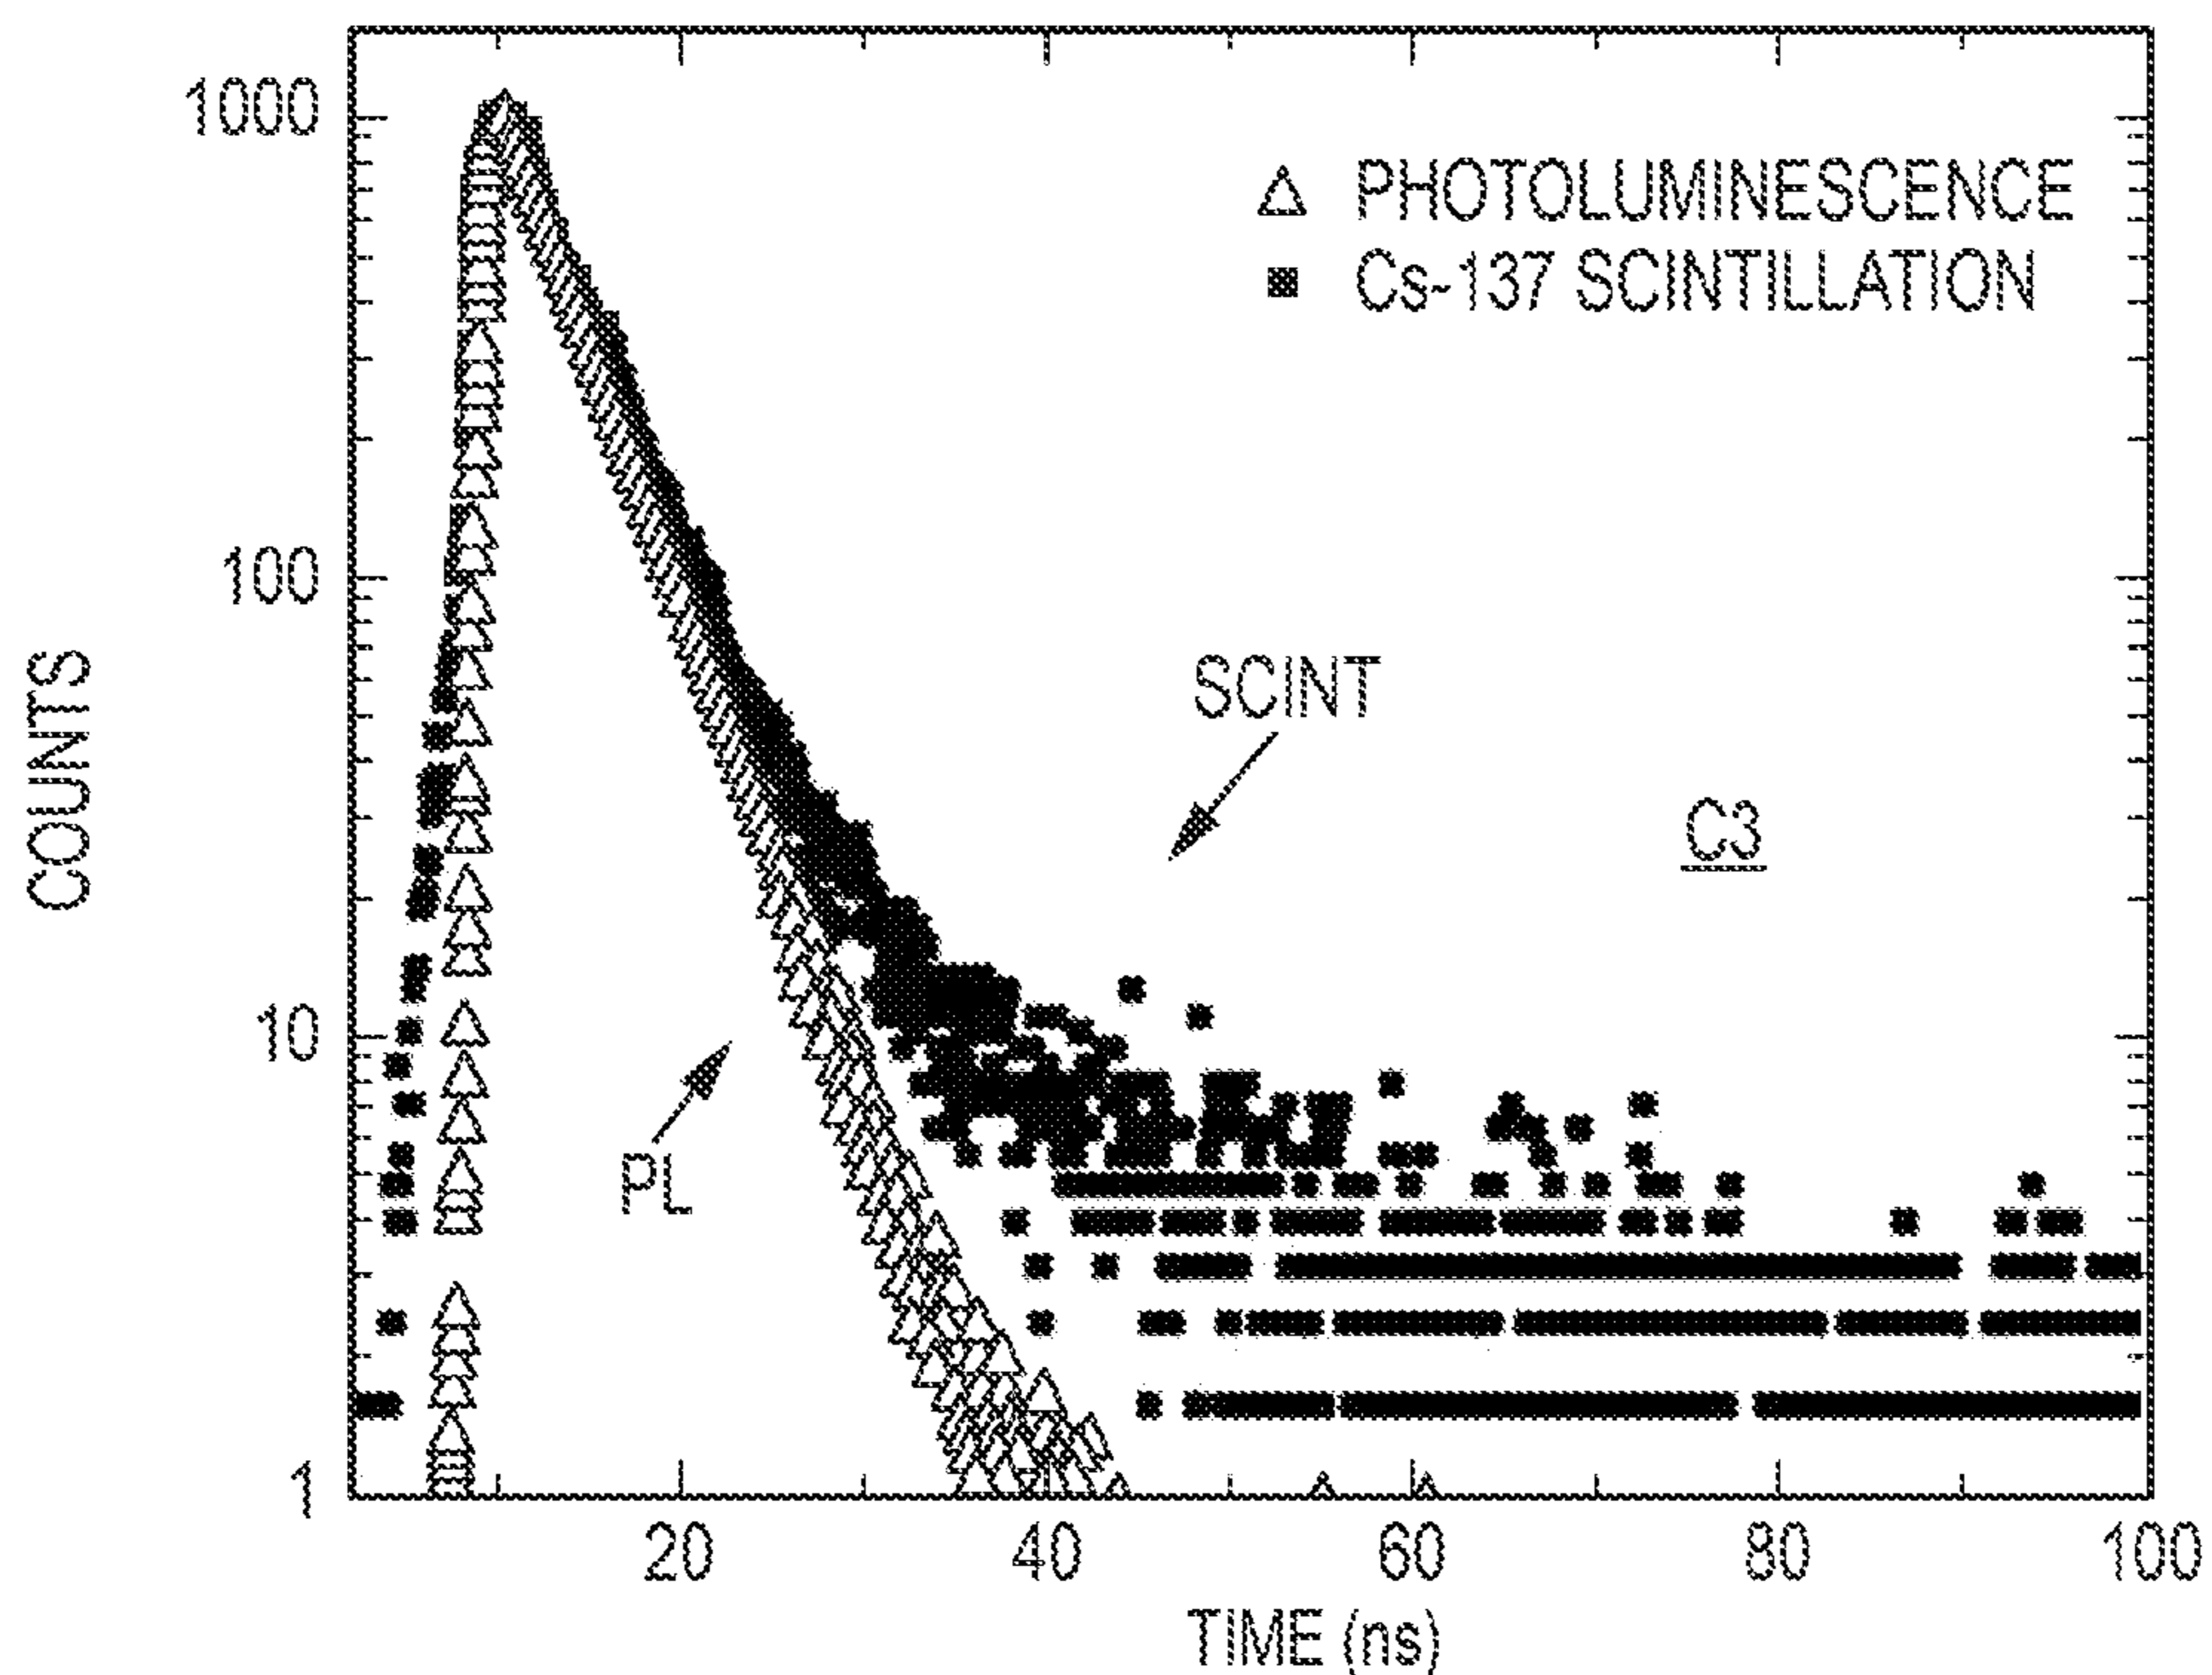 1000
100
10
1
COUNTS
△ PHOTOLUMINESCENCE
■ Cs-137 SCINTILLATION
SCINT
C3
PL
20 40 60 80 100
TIME (ns)